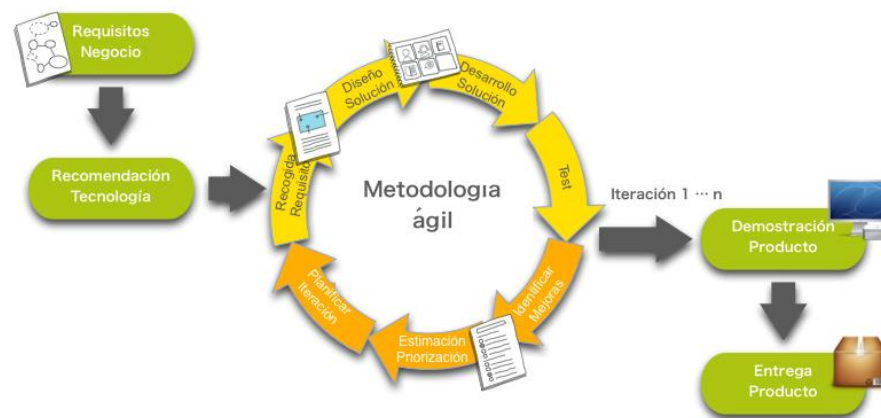 Requisitos
Negocio
Recomendación
Tecnología
Recogida
Requisitos
Diseño
Solución
Desarrollo
Solución
Test
Identificar
Mejoras
Estimación
Priorización
Planificar
Iteración
Metodologıa
ágil
Iteración 1 ··· n
Demostración
Producto
Entrega
Producto